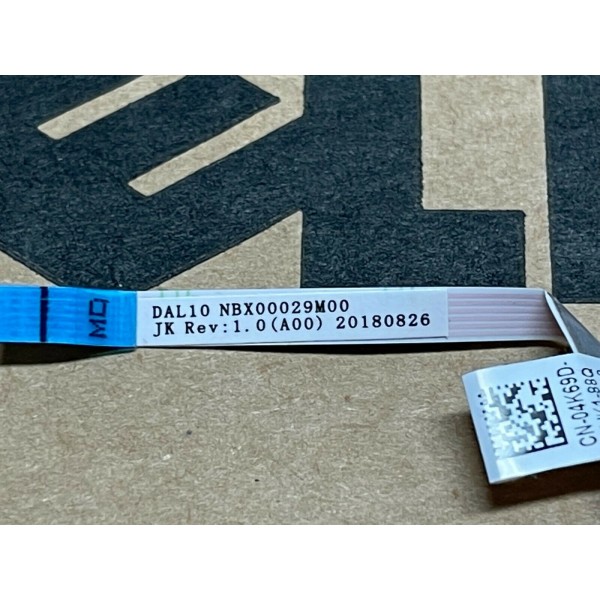 DAL10 NBX00029M00
JK Rev:1.0(A00) 20180826
MQ
CN-04K69D-